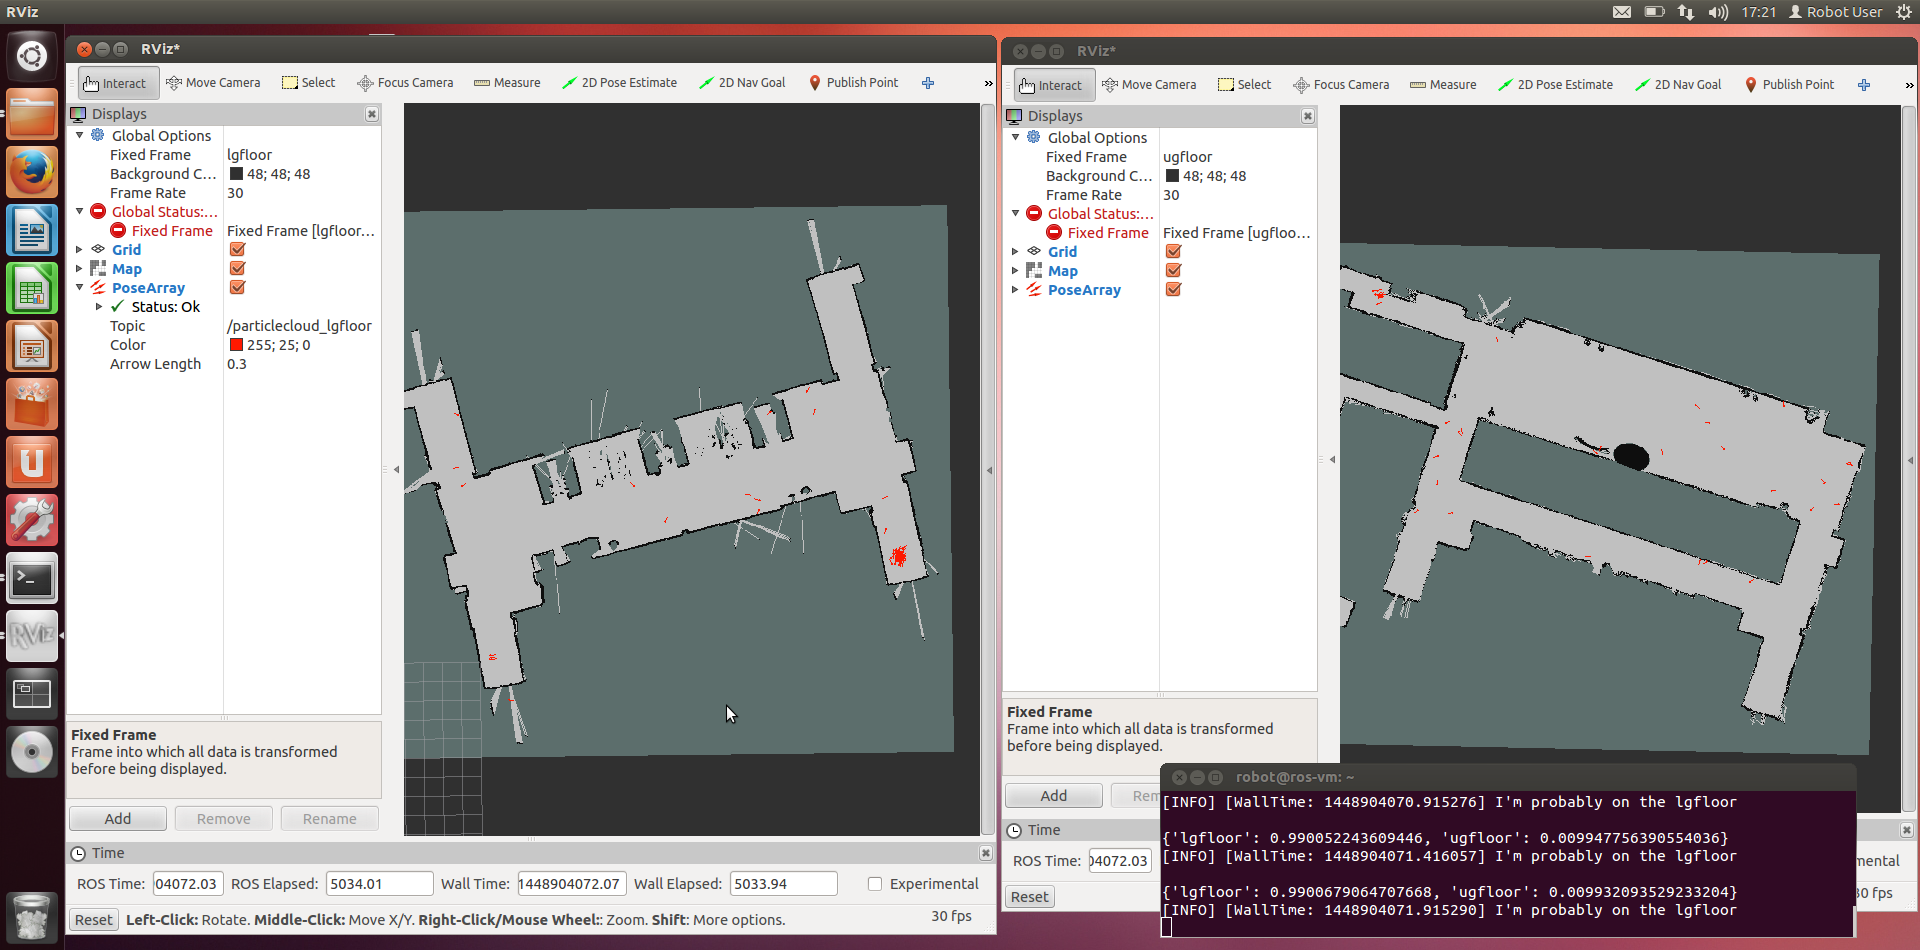 RViz
17:21
Robot User
RViz*
Interact
Move Camera
Select
Focus Camera
Measure
2D Pose Estimate
2D Nav Goal
Publish Point
»
Displays
Global Options
Fixed Frame lgfloor
Background C... 48; 48; 48
Frame Rate 30
Global Status:...
Fixed Frame Fixed Frame [lgfloor...
Grid
Map
PoseArray
Status: Ok
Topic /particlecloud_lgfloor
Color 255; 25; 0
Arrow Length 0.3
Fixed Frame
Frame into which all data is transformed
before being displayed.
Add Remove Rename
Time
ROS Time: 04072.03 ROS Elapsed: 5034.01 Wall Time: 1448904072.07 Wall Elapsed: 5033.94 Experimental
Reset Left-Click: Rotate. Middle-Click: Move X/Y. Right-Click/Mouse Wheel:: Zoom. Shift: More options. 30 fps
RViz*
Interact
Move Camera
Select
Focus Camera
Measure
2D Pose Estimate
2D Nav Goal
Publish Point
»
Displays
Global Options
Fixed Frame ugfloor
Background C... 48; 48; 48
Frame Rate 30
Global Status:...
Fixed Frame Fixed Frame [ugfloo...
Grid
Map
PoseArray
Fixed Frame
Frame into which all data is transformed
before being displayed.
Add Rem
Time
ROS Time: 04072.03
mental
Reset
30 fps
robot@ros-vm: ~
[INFO] [WallTime: 1448904070.915276] I'm probably on the lgfloor
{'lgfloor': 0.990052243609446, 'ugfloor': 0.009947756390554036}
[INFO] [WallTime: 1448904071.416057] I'm probably on the lgfloor
{'lgfloor': 0.9900679064707668, 'ugfloor': 0.009932093529233204}
[INFO] [WallTime: 1448904071.915290] I'm probably on the lgfloor
RViz